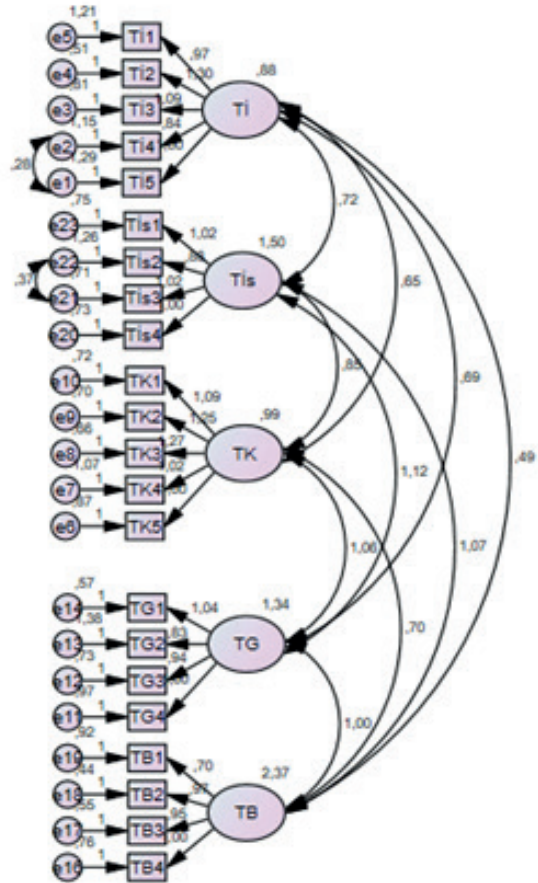 1,21
e5 1 Tİ1
,51
e4 1 Tİ2
,81
e3 1 Tİ3
1,15
e2 1 Tİ4
1,29
e1 1 Tİ5
,28
,97
1,30
1,09
,84
,88
Tİ
,75
e23 1 Tİs1
1,26
e22 1 Tİs2
,71
e21 1 Tİs3
,73
e20 1 Tİs4
,37
1,02
,88
1,02
1,50
Tİs
,72
e10 1 TK1
,70
e9 1 TK2
,66
e8 1 TK3
1,07
e7 1 TK4
,87
e6 1 TK5
1,09
1,25
1,27
1,02
,99
TK
,57
e14 1 TG1
1,38
e13 1 TG2
,73
e12 1 TG3
,97
e11 1 TG4
1,04
,83
,94
1,34
TG
,92
e19 1 TB1
,44
e18 1 TB2
,55
e17 1 TB3
,76
e16 1 TB4
,70
,97
,95
2,37
TB
,72
,65
,85
,69
,49
1,12
1,06
1,07
,70
1,00